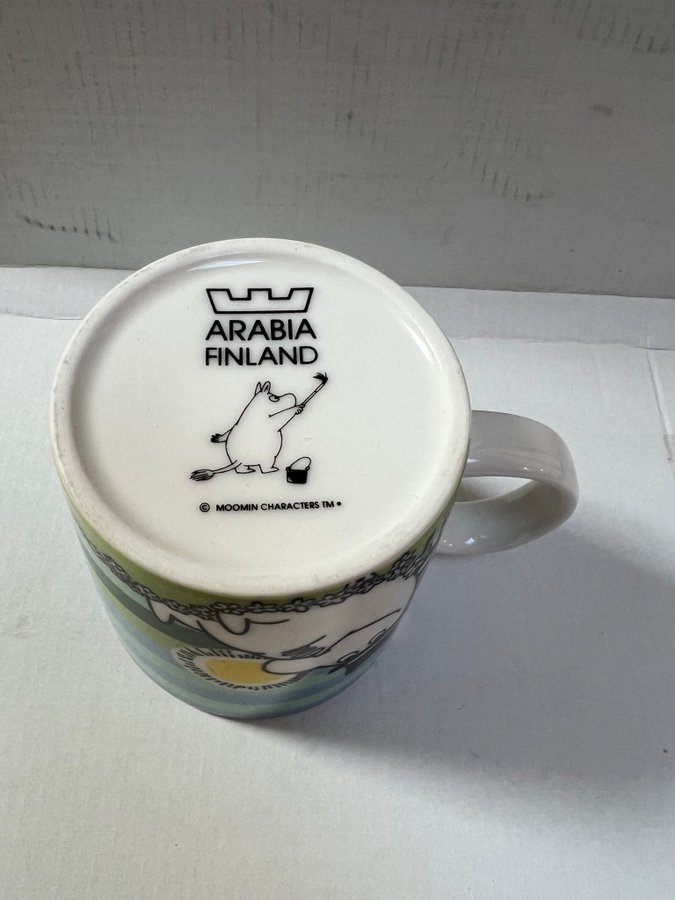 ARABIA
FINLAND
© MOOMIN CHARACTERS TM •